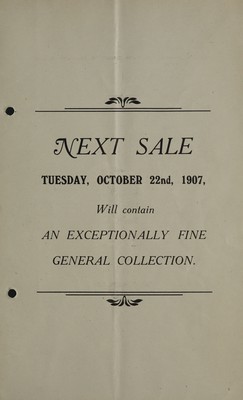 NEXT SALE
TUESDAY, OCTOBER 22nd, 1907,
Will contain
AN EXCEPTIONALLY FINE
GENERAL COLLECTION.